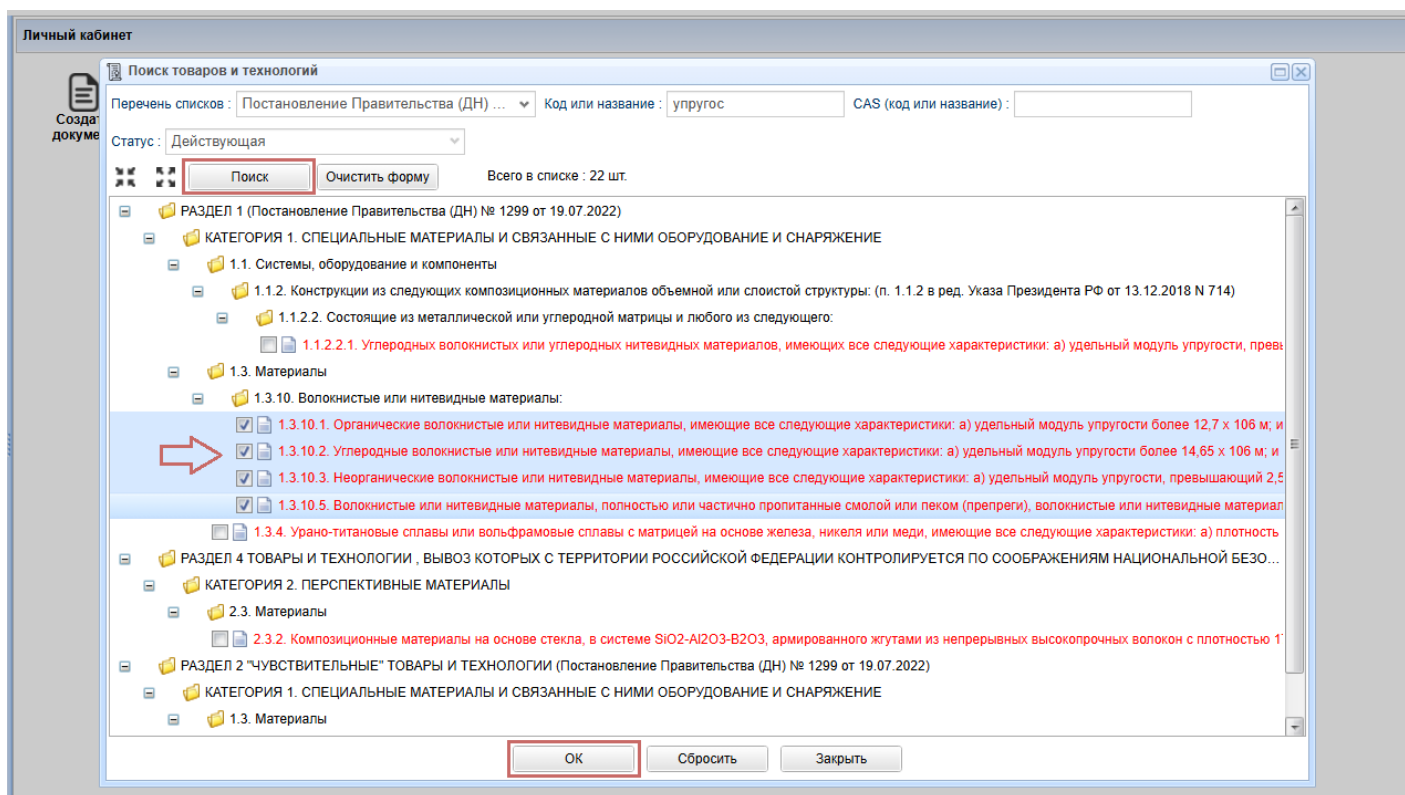 Личный кабинет
Поиск товаров и технологий
Перечень списков : Постановление Правительства (ДН) ... Код или название : упругос CAS (код или название) :
Созда
докуме
Статус : Действующая
Поиск Очистить форму Всего в списке : 22 шт.
РАЗДЕЛ 1 (Постановление Правительства (ДН) № 1299 от 19.07.2022)
КАТЕГОРИЯ 1. СПЕЦИАЛЬНЫЕ МАТЕРИАЛЫ И СВЯЗАННЫЕ С НИМИ ОБОРУДОВАНИЕ И СНАРЯЖЕНИЕ
1.1. Системы, оборудование и компоненты
1.1.2. Конструкции из следующих композиционных материалов объемной или слоистой структуры: (п. 1.1.2 в ред. Указа Президента РФ от 13.12.2018 N 714)
1.1.2.2. Состоящие из металлической или углеродной матрицы и любого из следующего:
1.1.2.2.1. Углеродных волокнистых или углеродных нитевидных материалов, имеющих все следующие характеристики: а) удельный модуль упругости, превы
1.3. Материалы
1.3.10. Волокнистые или нитевидные материалы:
1.3.10.1. Органические волокнистые или нитевидные материалы, имеющие все следующие характеристики: а) удельный модуль упругости более 12,7 x 106 м; и
1.3.10.2. Углеродные волокнистые или нитевидные материалы, имеющие все следующие характеристики: а) удельный модуль упругости более 14,65 x 106 м; и
1.3.10.3. Неорганические волокнистые или нитевидные материалы, имеющие все следующие характеристики: а) удельный модуль упругости, превышающий 2,5
1.3.10.5. Волокнистые или нитевидные материалы, полностью или частично пропитанные смолой или пеком (препреги), волокнистые или нитевидные материал
1.3.4. Урано-титановые сплавы или вольфрамовые сплавы с матрицей на основе железа, никеля или меди, имеющие все следующие характеристики: а) плотность
РАЗДЕЛ 4 ТОВАРЫ И ТЕХНОЛОГИИ , ВЫВОЗ КОТОРЫХ С ТЕРРИТОРИИ РОССИЙСКОЙ ФЕДЕРАЦИИ КОНТРОЛИРУЕТСЯ ПО СООБРАЖЕНИЯМ НАЦИОНАЛЬНОЙ БЕЗО...
КАТЕГОРИЯ 2. ПЕРСПЕКТИВНЫЕ МАТЕРИАЛЫ
2.3. Материалы
2.3.2. Композиционные материалы на основе стекла, в системе SiO2-Al2O3-B2O3, армированного жгутами из непрерывных высокопрочных волокон с плотностью 1
РАЗДЕЛ 2 "ЧУВСТВИТЕЛЬНЫЕ" ТОВАРЫ И ТЕХНОЛОГИИ (Постановление Правительства (ДН) № 1299 от 19.07.2022)
КАТЕГОРИЯ 1. СПЕЦИАЛЬНЫЕ МАТЕРИАЛЫ И СВЯЗАННЫЕ С НИМИ ОБОРУДОВАНИЕ И СНАРЯЖЕНИЕ
1.3. Материалы
ОК Сбросить Закрыть